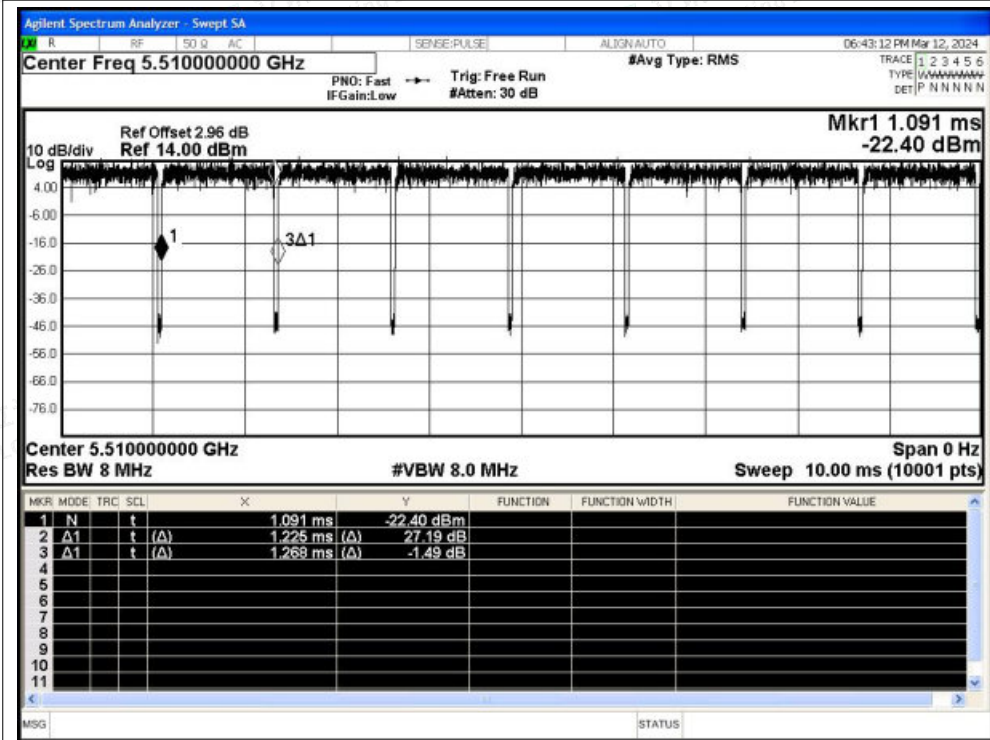 Agilent Spectrum Analyzer - Swept SA
LXI R RF 50 Ω AC SENSE:PULSE ALIGN AUTO 06:43:12 PM Mar 12, 2024
Center Freq 5.510000000 GHz #Avg Type: RMS TRACE 1 2 3 4 5 6
PNO: Fast Trig: Free Run TYPE
IFGain:Low #Atten: 30 dB DET P N N N N N
Mkr1 1.091 ms
Ref Offset 2.96 dB
10 dB/div Ref 14.00 dBm -22.40 dBm
Log
4.00
-6.00
-16.0
1
3Δ1
-26.0
-36.0
-46.0
-56.0
-66.0
-76.0
Center 5.510000000 GHz Span 0 Hz
Res BW 8 MHz #VBW 8.0 MHz Sweep 10.00 ms (10001 pts)
MKR MODE TRC SCL X Y FUNCTION FUNCTION WIDTH FUNCTION VALUE
1 N t 1.091 ms -22.40 dBm
2 Δ1 t (Δ) 1.225 ms (Δ) 27.19 dB
3 Δ1 t (Δ) 1.268 ms (Δ) -1.49 dB
4
5
6
7
8
9
10
11
MSG STATUS